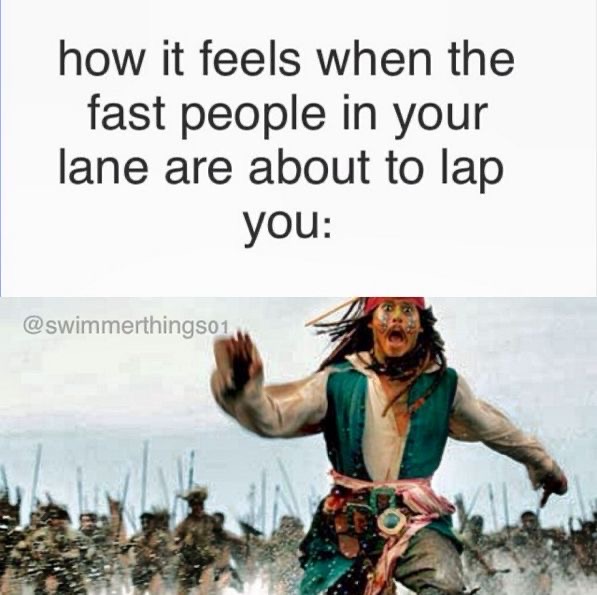 how it feels when the
fast people in your
lane are about to lap
you:
@swimmerthings01